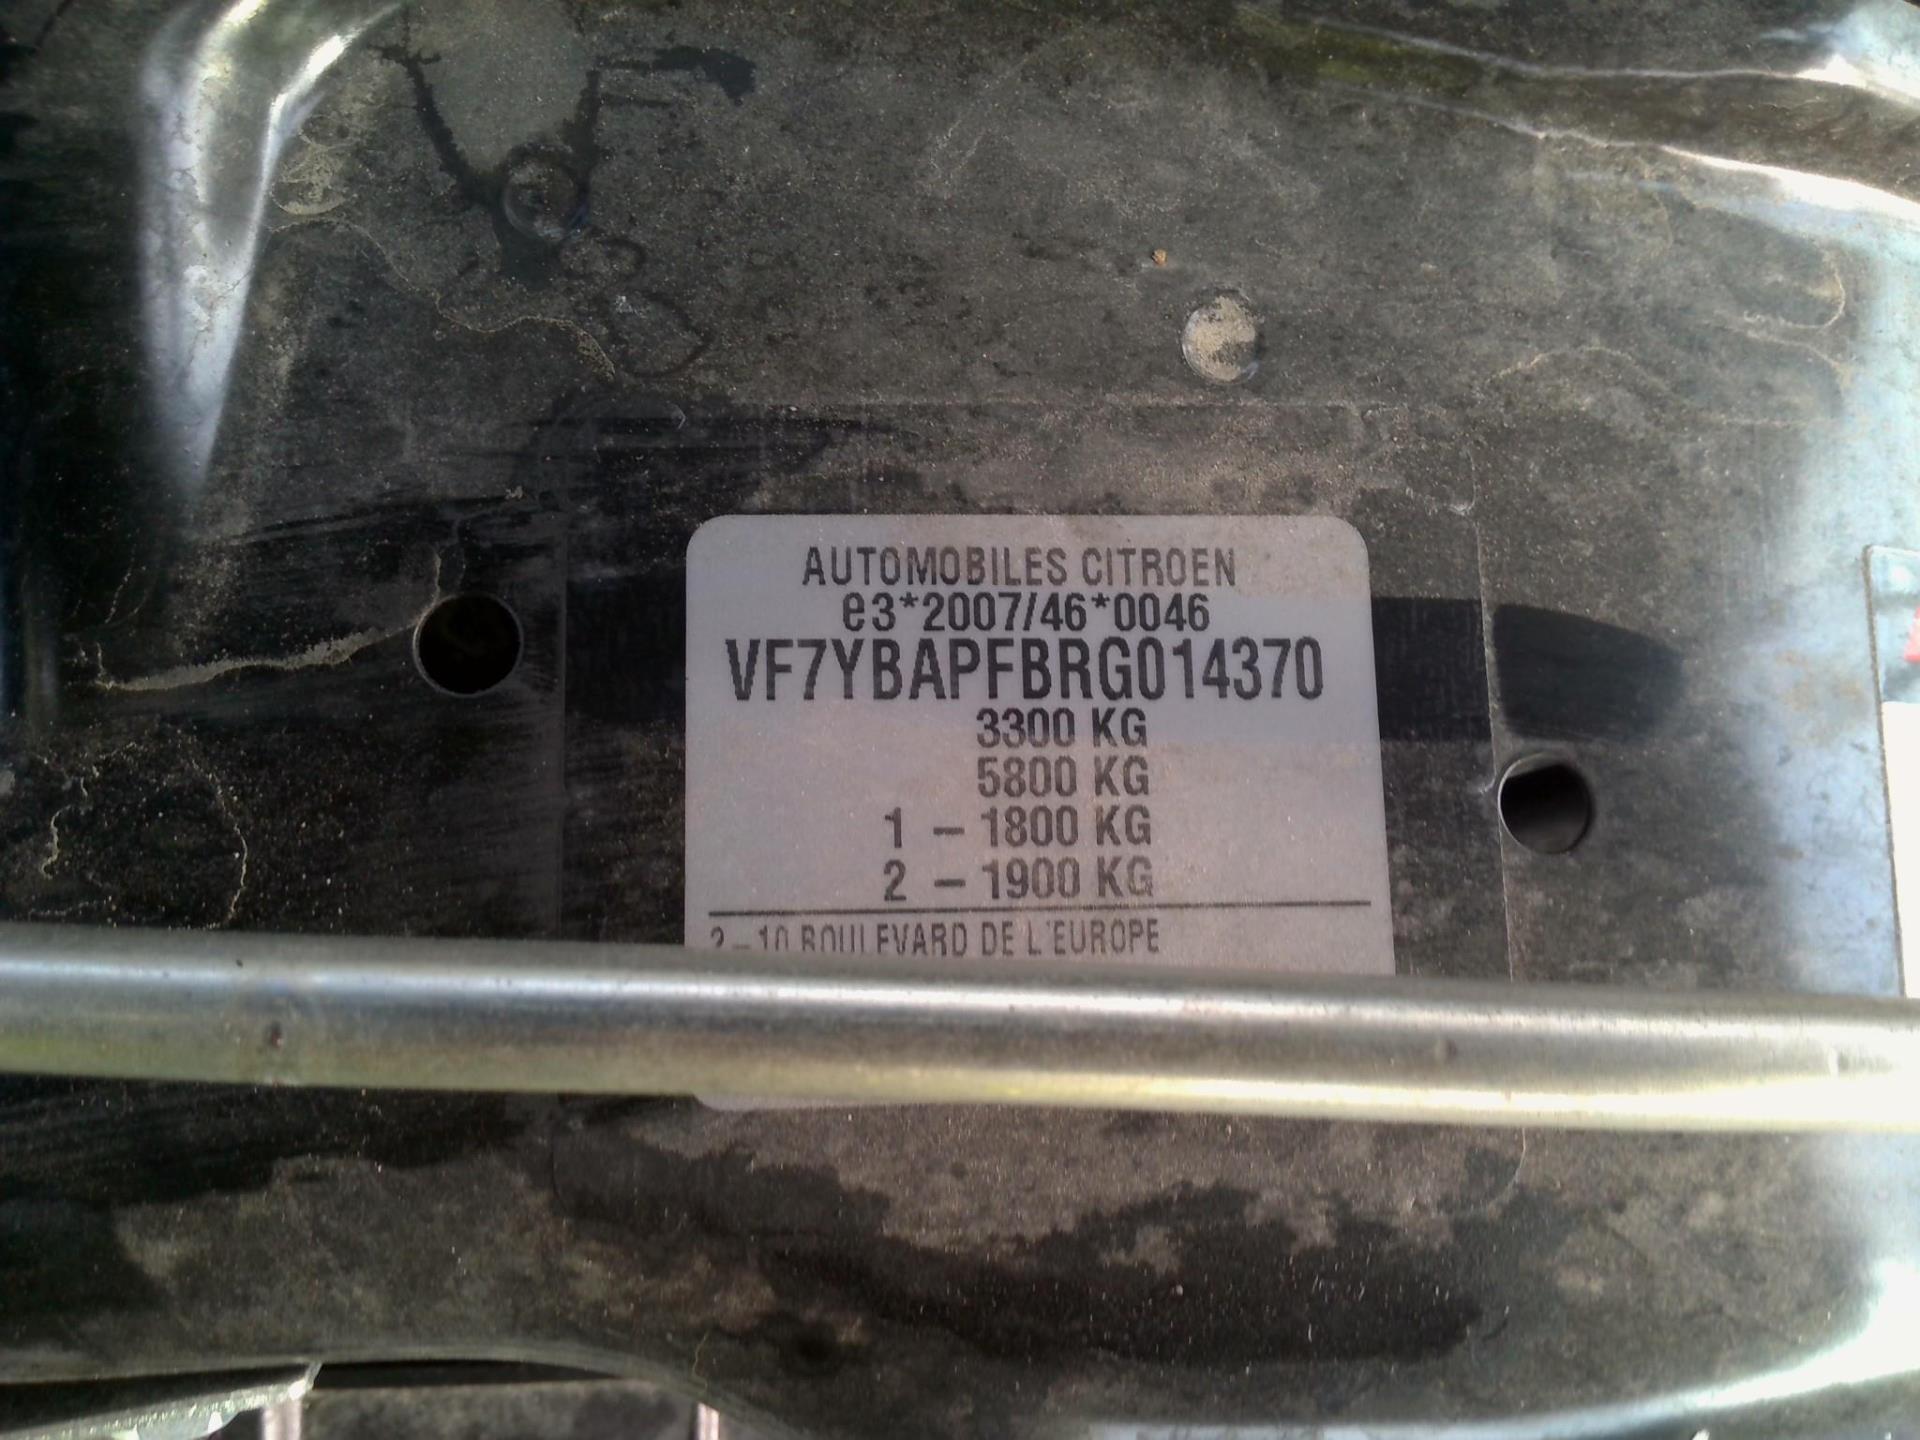 AUTOMOBILES CITROEN
e3*2007/46*0046
VF7YBAPFBRG014370
3300 KG
5800 KG
1 - 1800 KG
2 - 1900 KG
2-10 BOULEVARD DE L'EUROPE